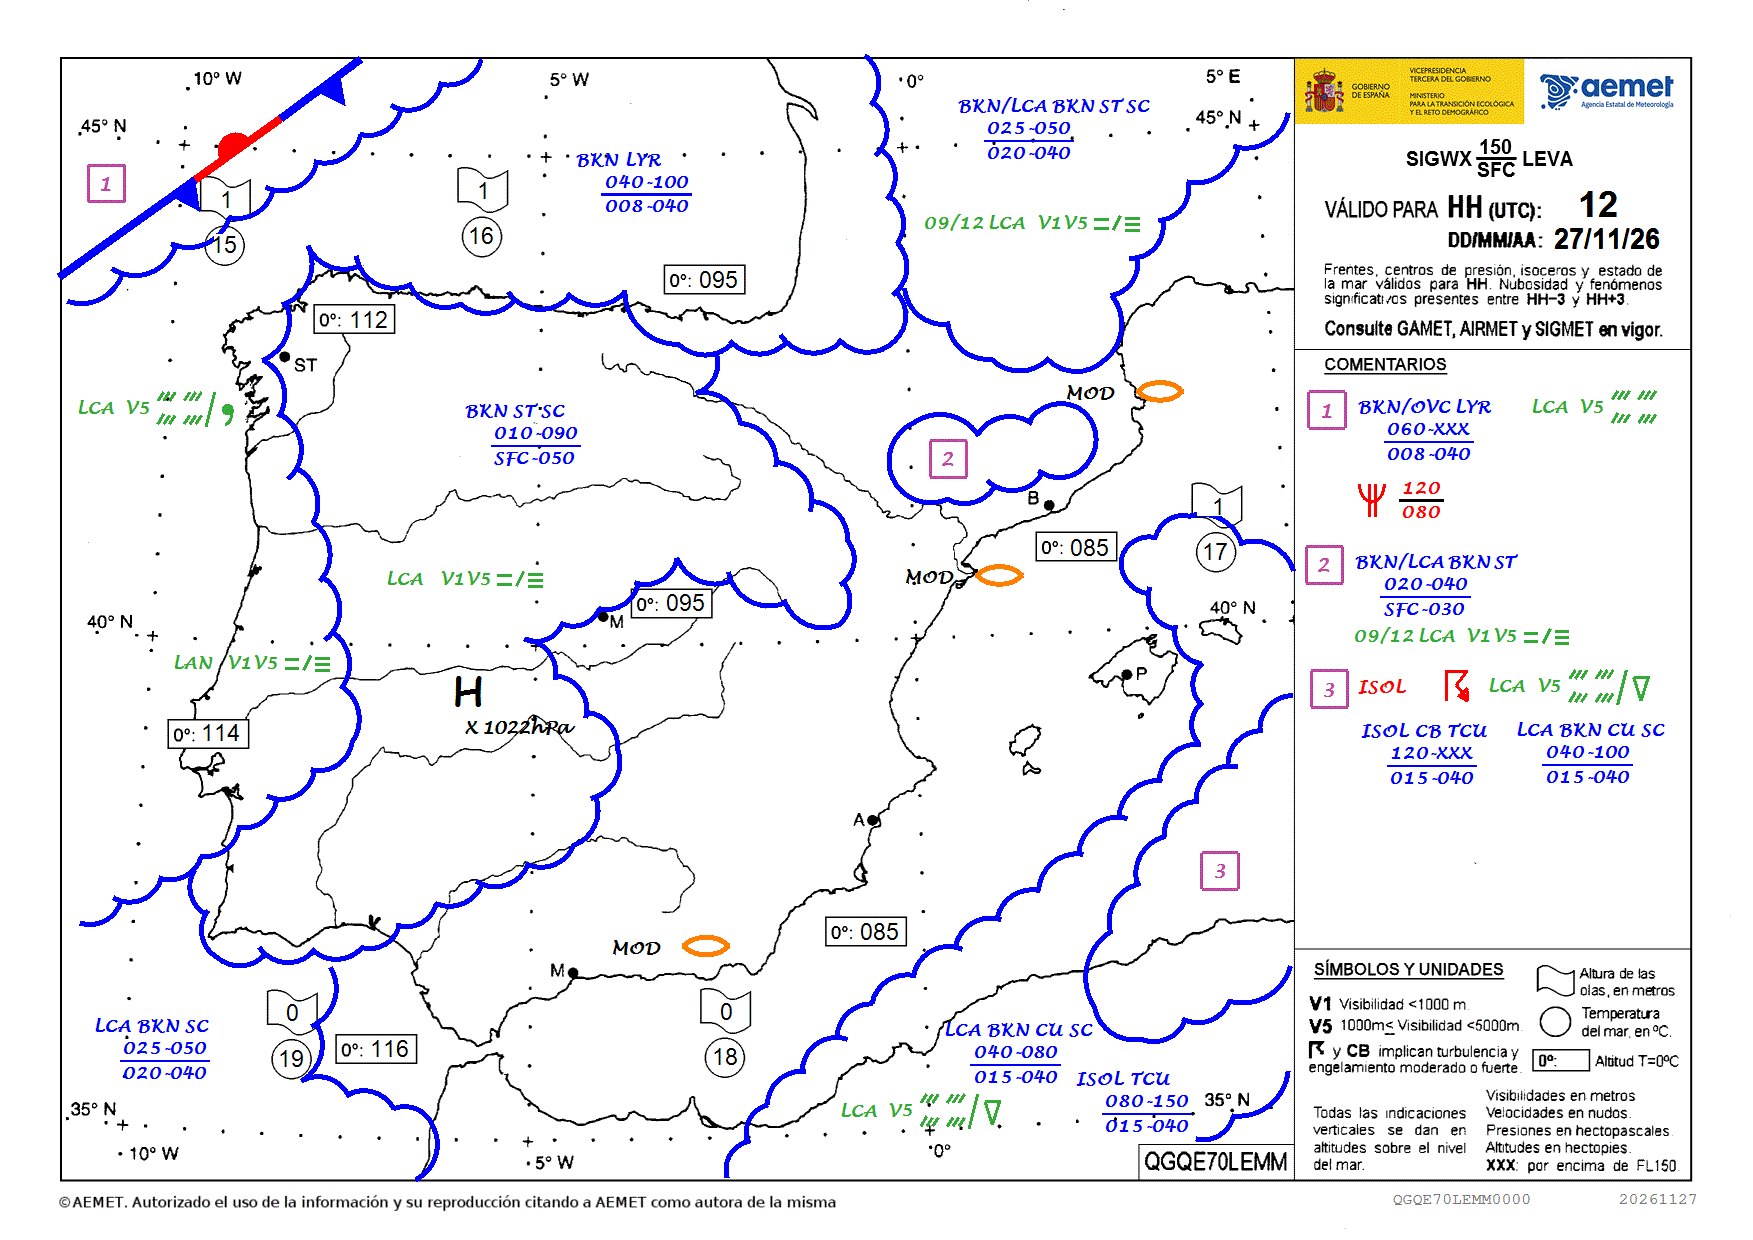 10° W
5° W
0°
5° E
45° N
45° N
1
1
15
1
16
BKN LYR
040-100
008-040
BKN/LCA BKN ST SC
025-050
020-040
09/12 LCA V1V5
0°: 095
0°: 112
ST
LCA V5
BKN ST SC
010-090
SFC-050
MOD
2
B
1
17
0°: 085
MOD
LCA V1V5
0°: 095
M
40° N
40° N
LAN V1V5
H
X 1022hPa
P
0°: 114
A
3
0°: 085
MOD
M
0
19
0
18
0°: 116
LCA BKN SC
025-050
020-040
LCA BKN CU SC
040-080
015-040
ISOL TCU
080-150
015-040
LCA V5
35° N
35° N
10° W
5° W
0°
QGQE70LEMM
GOBIERNO
DE ESPAÑA
VICEPRESIDENCIA
TERCERA DEL GOBIERNO
MINISTERIO
PARA LA TRANSICIÓN ECOLÓGICA
Y EL RETO DEMOGRÁFICO
aemet
Agencia Estatal de Meteorología
SIGWX 150/SFC LEVA
VÁLIDO PARA HH (UTC): 12
DD/MM/AA: 27/11/26
Frentes, centros de presión, isoceros y estado de
la mar válidos para HH. Nubosidad y fenómenos
significativos presentes entre HH-3 y HH+3.
Consulte GAMET, AIRMET y SIGMET en vigor.
COMENTARIOS
1 BKN/OVC LYR LCA V5
060-XXX
008-040
120
080
2 BKN/LCA BKN ST
020-040
SFC-030
09/12 LCA V1V5
3 ISOL LCA V5
ISOL CB TCU LCA BKN CU SC
120-XXX 040-100
015-040 015-040
SÍMBOLOS Y UNIDADES
V1 Visibilidad <1000 m.
V5 1000m≤ Visibilidad <5000m.
y CB implican turbulencia y
engelamiento moderado o fuerte.
Altura de las
olas, en metros
Temperatura
del mar, en ºC.
0º: Altitud T=0ºC
Todas las indicaciones
verticales se dan en
altitudes sobre el nivel
del mar.
Visibilidades en metros
Velocidades en nudos.
Presiones en hectopascales.
Altitudes en hectopies.
XXX: por encima de FL150.
©AEMET. Autorizado el uso de la información y su reproducción citando a AEMET como autora de la misma
QGQE70LEMM0000 20261127